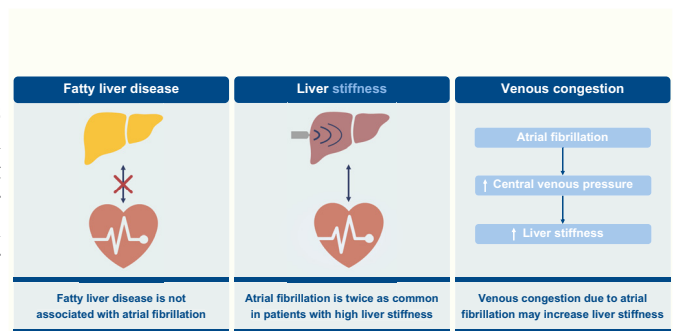 Fatty liver disease
Liver stiffness
Venous congestion
Atrial fibrillation
↑ Central venous pressure
↑ Liver stiffness
Fatty liver disease is not
associated with atrial fibrillation
Atrial fibrillation is twice as common
in patients with high liver stiffness
Venous congestion due to atrial
fibrillation may increase liver stiffness